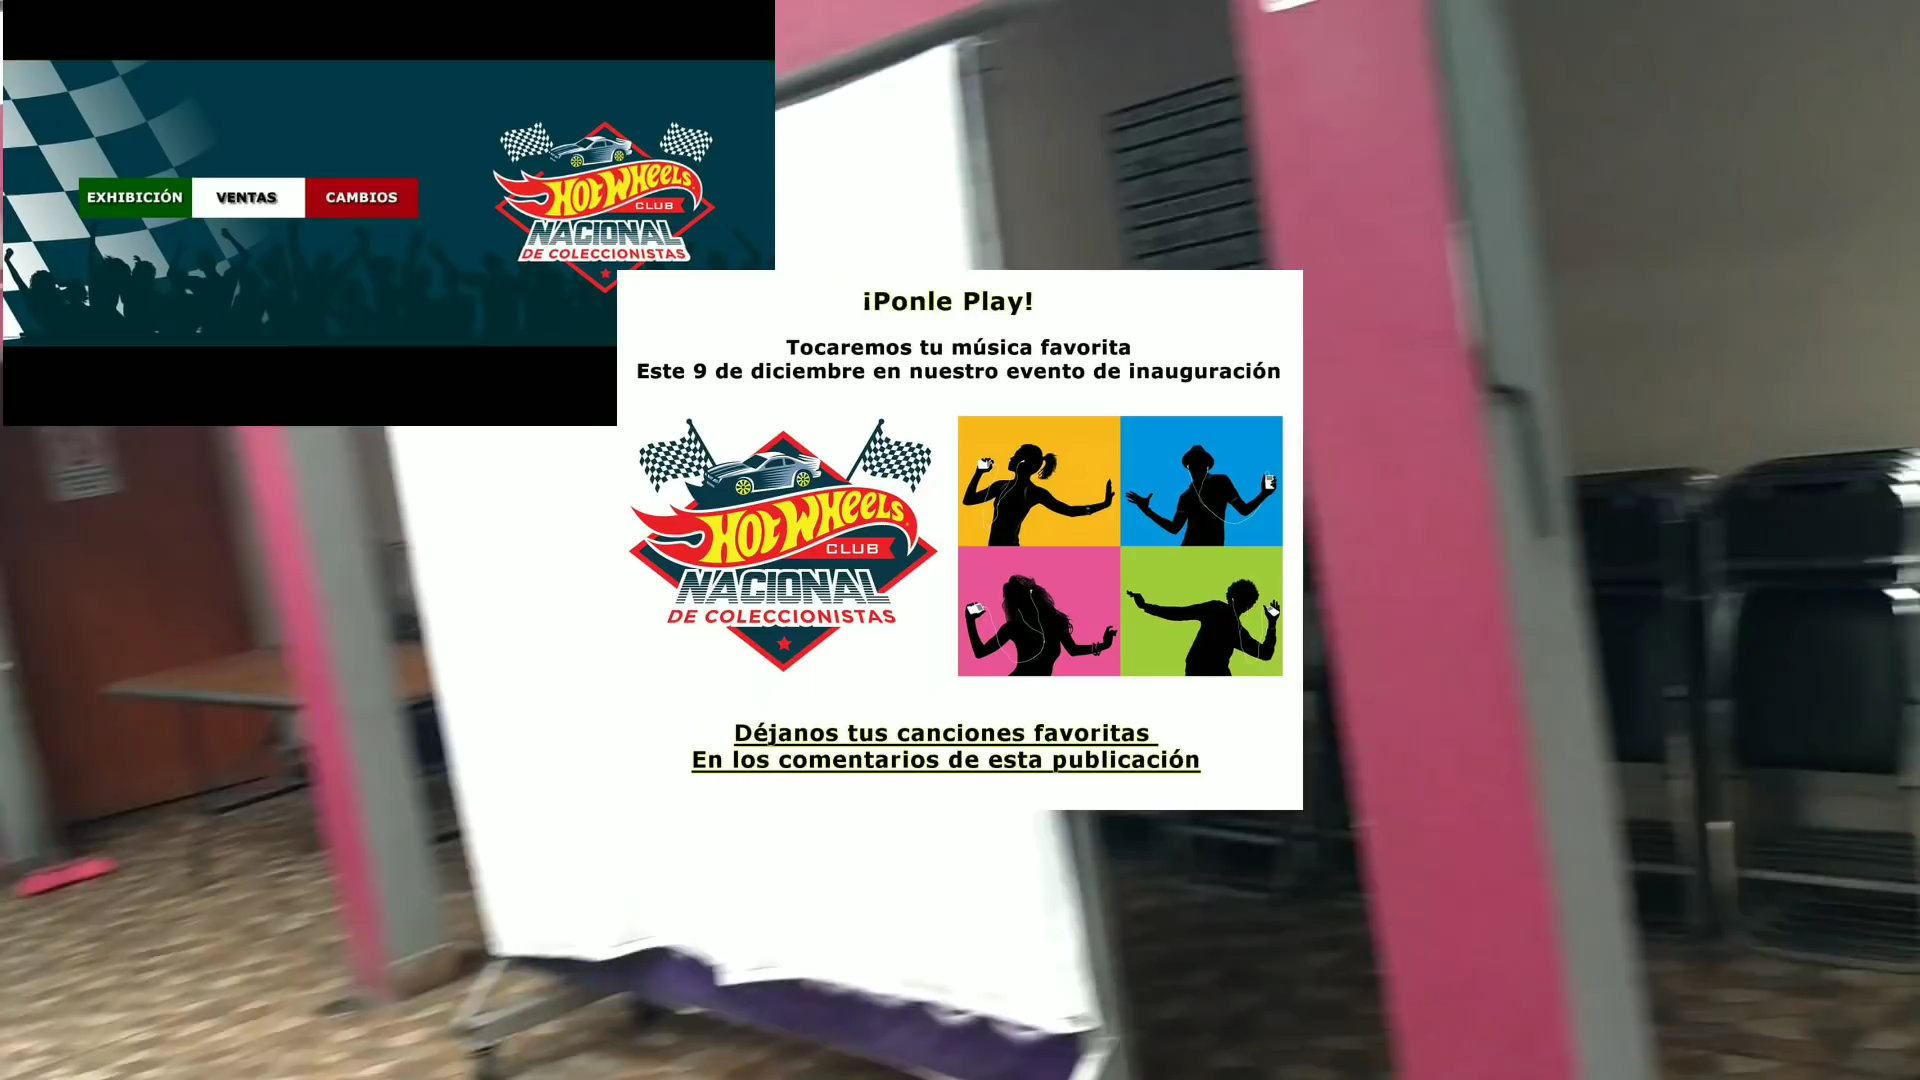 EXHIBICIÓN
VENTAS
CAMBIOS
HOT WHEELS
CLUB
NACIONAL
DE COLECCIONISTAS
¡Ponle Play!
Tocaremos tu música favorita
Este 9 de diciembre en nuestro evento de inauguración
HOT WHEELS
CLUB
NACIONAL
DE COLECCIONISTAS
Déjanos tus canciones favoritas
En los comentarios de esta publicación